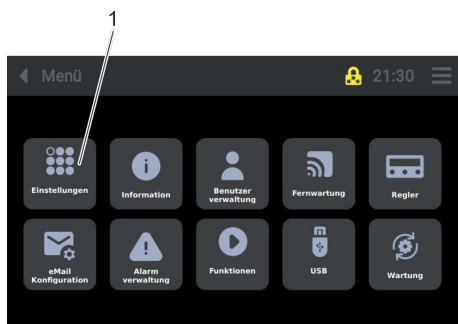 1
Menü
21:30
Einstellungen
Information
Benutzer
verwaltung
Fernwartung
Regler
eMail
Konfiguration
Alarm
verwaltung
Funktionen
USB
Wartung